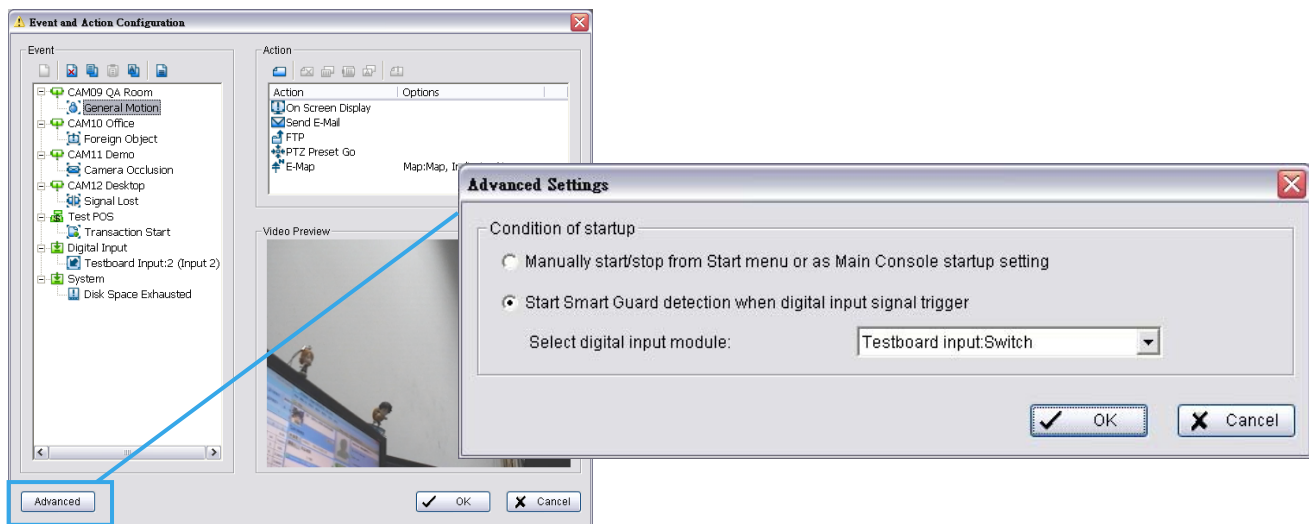 Event and Action Configuration
Event
CAM09 QA Room
General Motion
CAM10 Office
Foreign Object
CAM11 Demo
Camera Occlusion
CAM12 Desktop
Signal Lost
Test POS
Transaction Start
Digital Input
Testboard Input:2 (Input 2)
System
Disk Space Exhausted
Advanced
Action
Action Options
On Screen Display
Send E-Mail
FTP
PTZ Preset Go
E-Map Map:Map,
Video Preview
OK Cancel
Advanced Settings
Condition of startup
Manually start/stop from Start menu or as Main Console startup setting
Start Smart Guard detection when digital input signal trigger
Select digital input module: Testboard input:Switch
OK Cancel